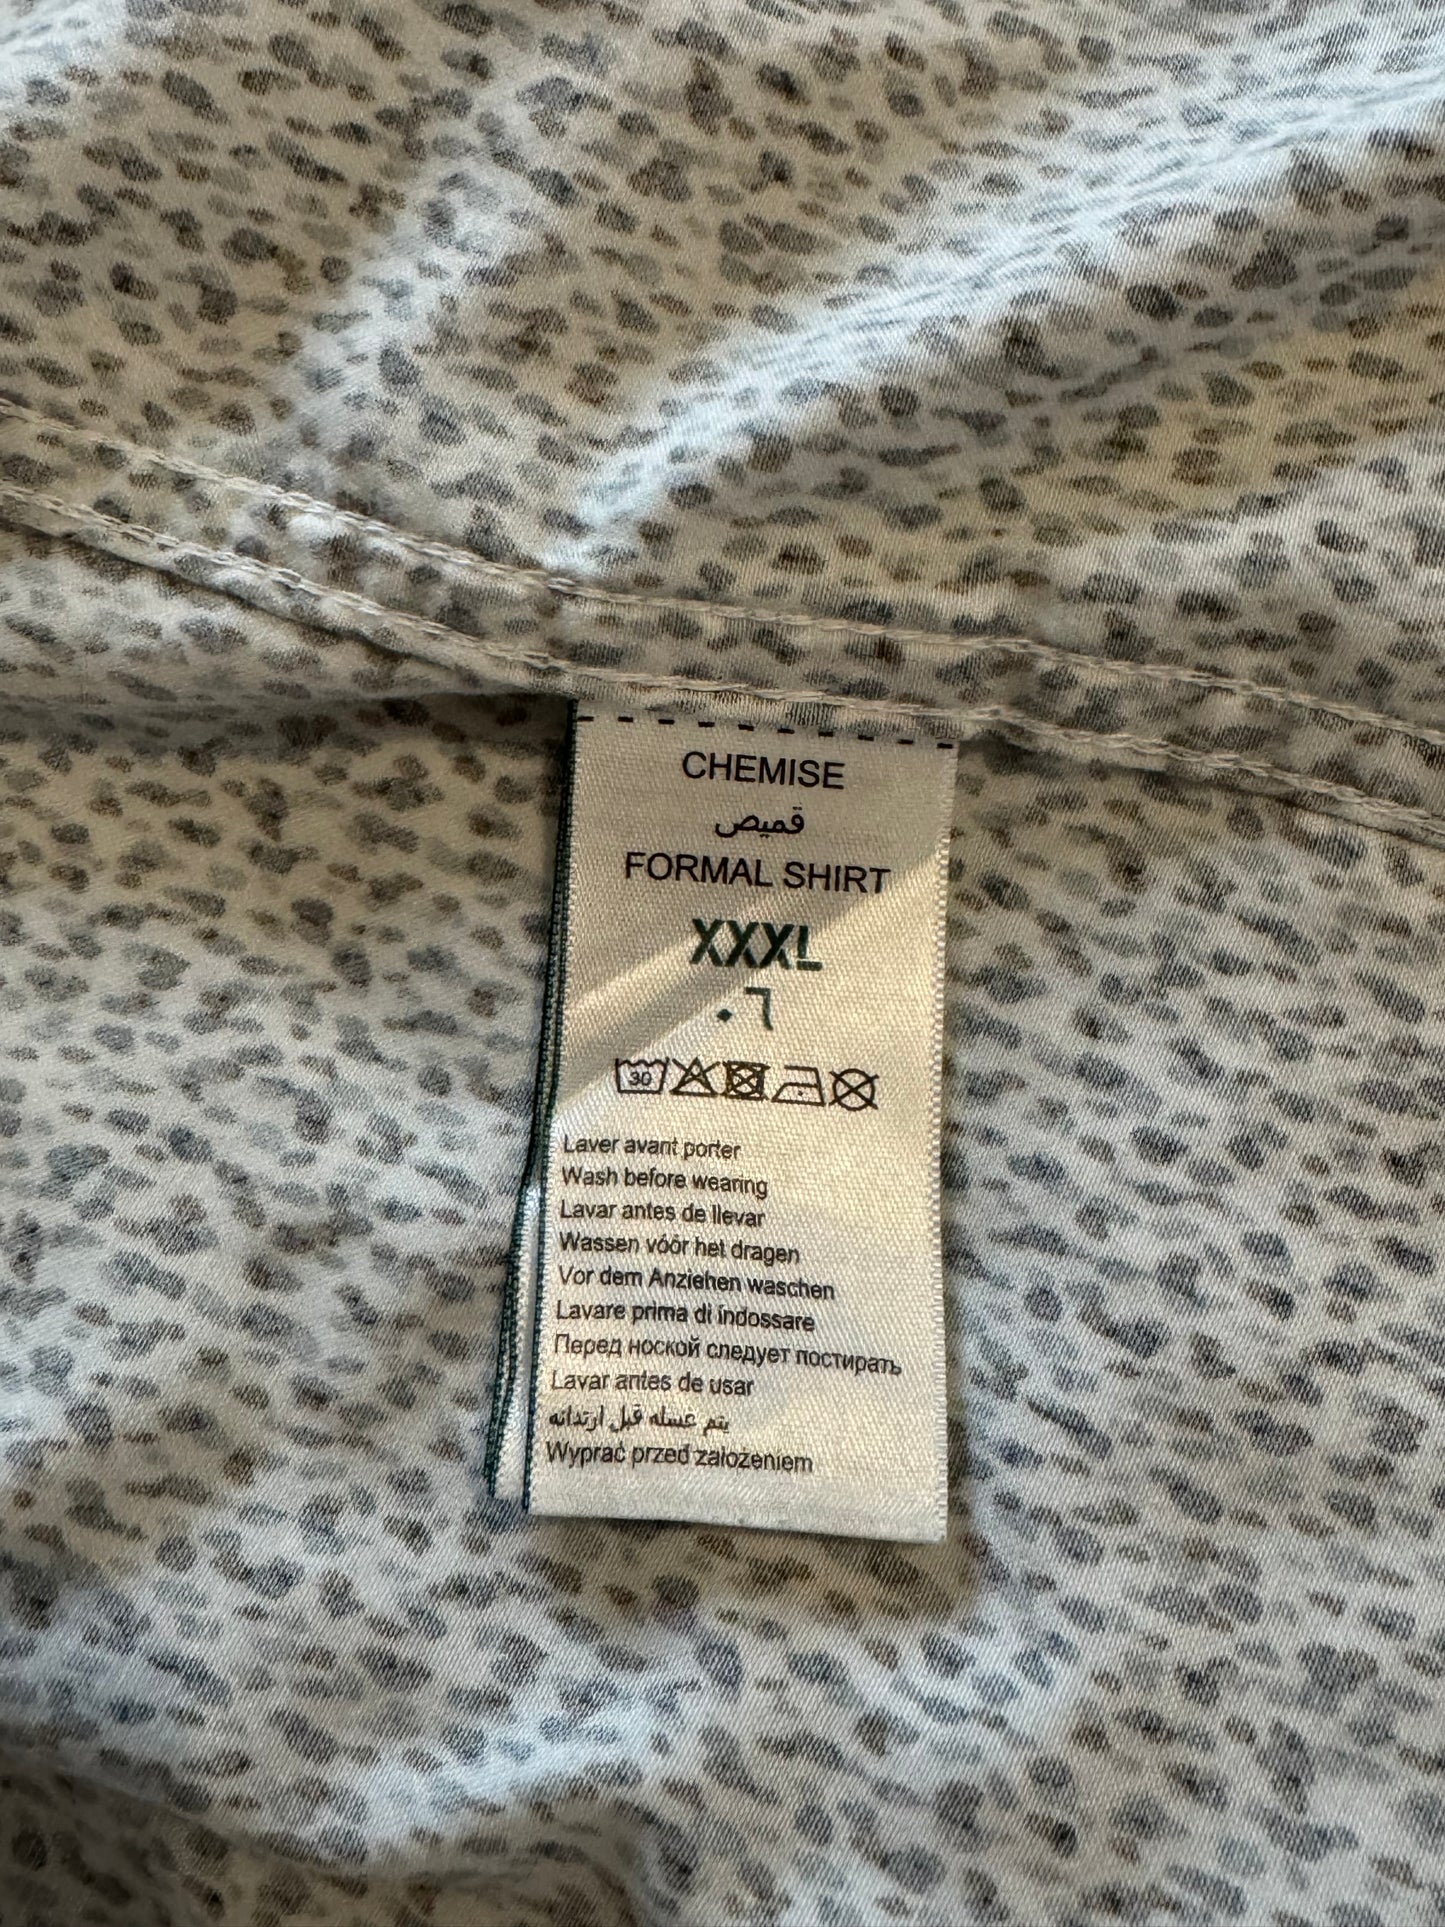 CHEMISE
قميص
FORMAL SHIRT
XXXL
٠٦
30
Laver avant porter
Wash before wearing
Lavar antes de llevar
Wassen vóór het dragen
Vor dem Anziehen waschen
Lavare prima di indossare
Перед ноской следует постирать
Lavar antes de usar
يتم غسله قبل ارتدائه
Wyprać przed założeniem